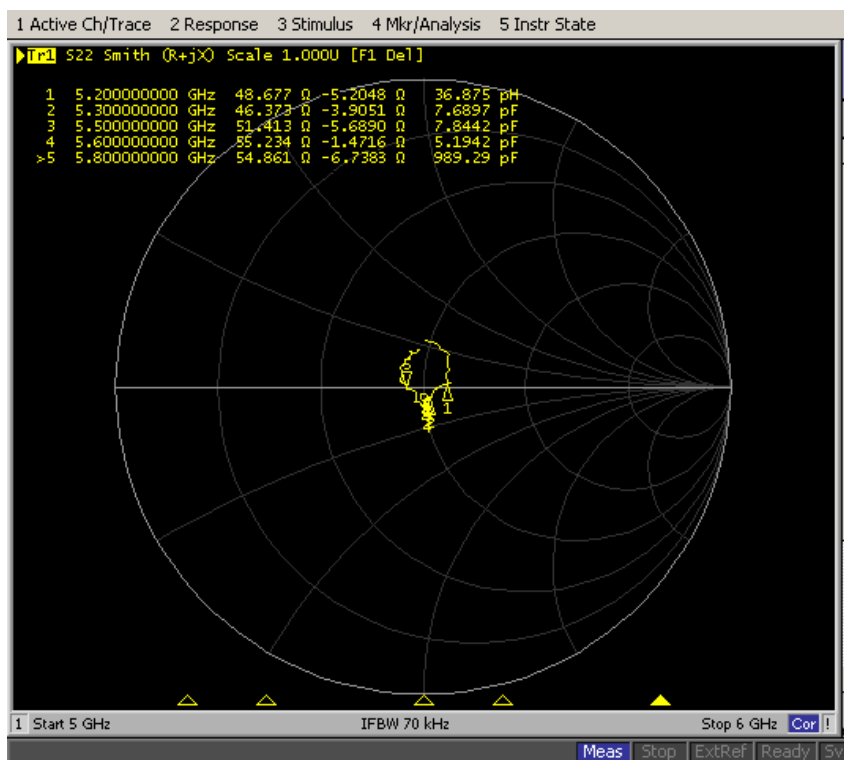 1 Active Ch/Trace 2 Response 3 Stimulus 4 Mkr/Analysis 5 Instr State
Tr1 S22 Smith (R+jX) Scale 1.000U [F1 Del]
1 5.200000000 GHz 48.677 Ω -5.2048 Ω 36.875 pH
2 5.300000000 GHz 46.373 Ω -3.9051 Ω 7.6897 pF
3 5.500000000 GHz 51.413 Ω -5.6890 Ω 7.8442 pF
4 5.600000000 GHz 55.234 Ω -1.4716 Ω 5.1942 pF
>5 5.800000000 GHz 54.861 Ω -6.7383 Ω 989.29 pF
1
1 Start 5 GHz IFBW 70 kHz Stop 6 GHz Cor !
Meas Stop ExtRef Ready Sv